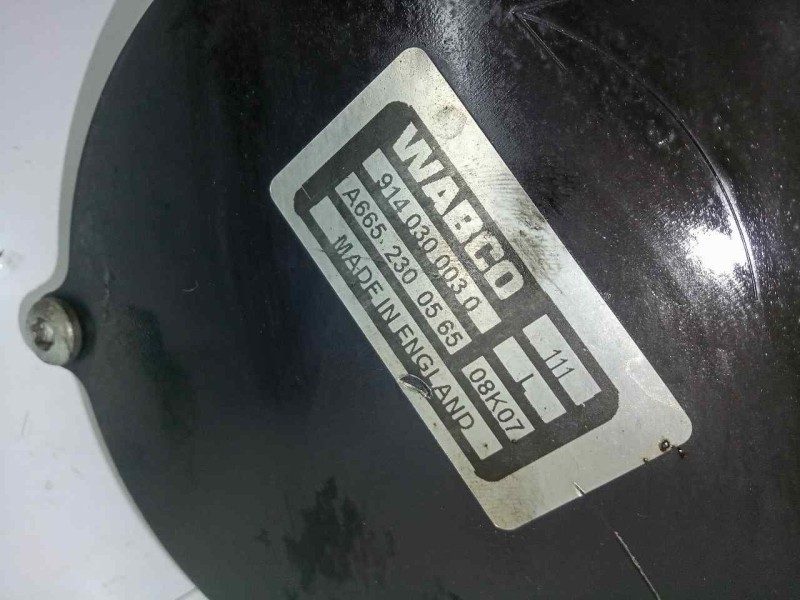 WABCO
111
914 030 003 0
L
A665 230 05 65
08K07
MADE IN ENGLAND